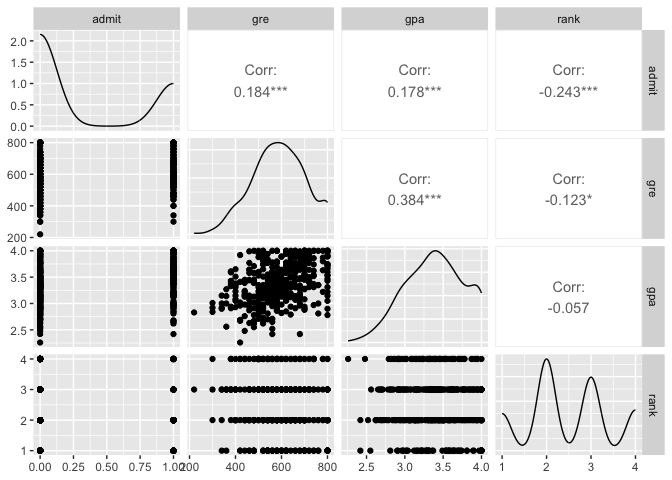 admit gre gpa rank
2.0
1.5
1.0
0.5
0.0
Corr:
0.184***
Corr:
0.178***
Corr:
-0.243***
admit
800
600
400
200
Corr:
0.384***
Corr:
-0.123*
gre
4.0
3.5
3.0
2.5
Corr:
-0.057
gpa
4
3
2
1
rank
0.00 0.25 0.50 0.75 1.00 200 400 600 800 2.5 3.0 3.5 4.0 1 2 3 4